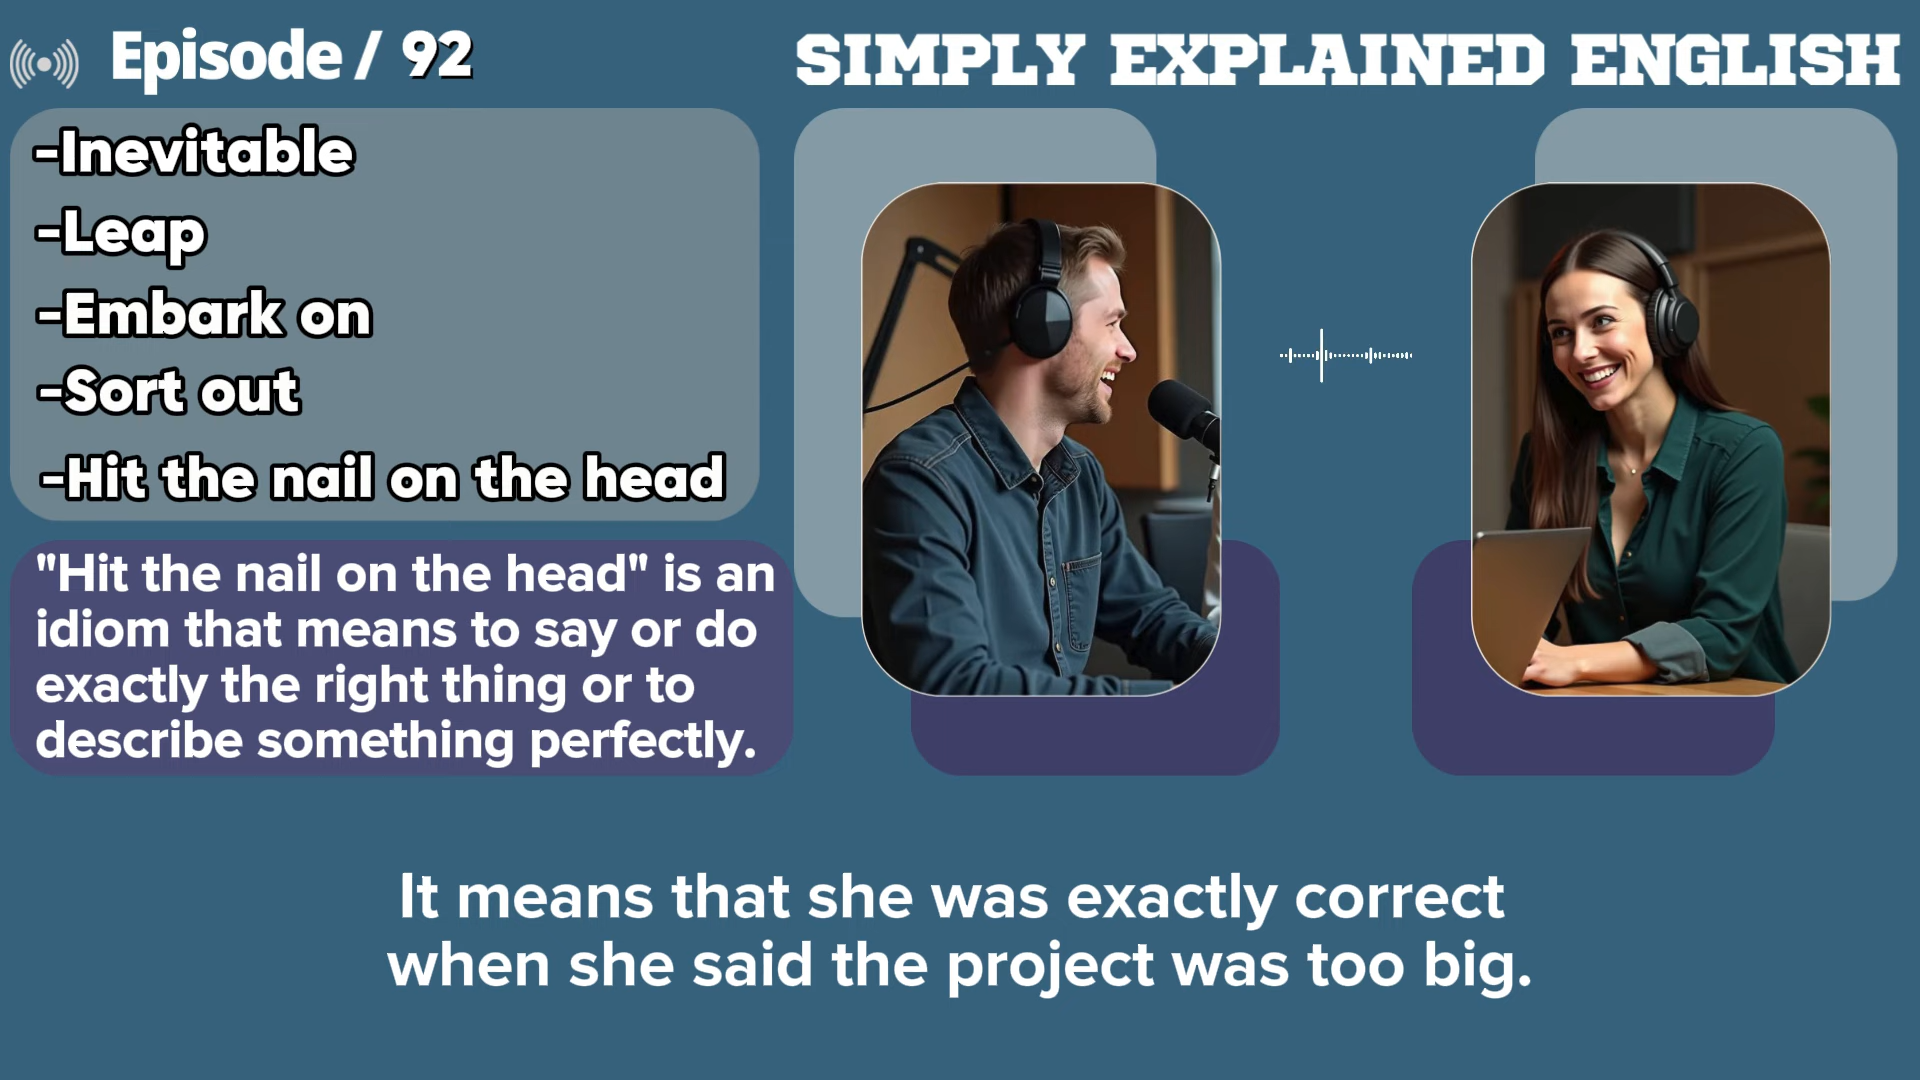 Episode / 92
SIMPLY EXPLAINED ENGLISH
-Inevitable
-Leap
-Embark on
-Sort out
-Hit the nail on the head
"Hit the nail on the head" is an
idiom that means to say or do
exactly the right thing or to
describe something perfectly.
It means that she was exactly correct
when she said the project was too big.